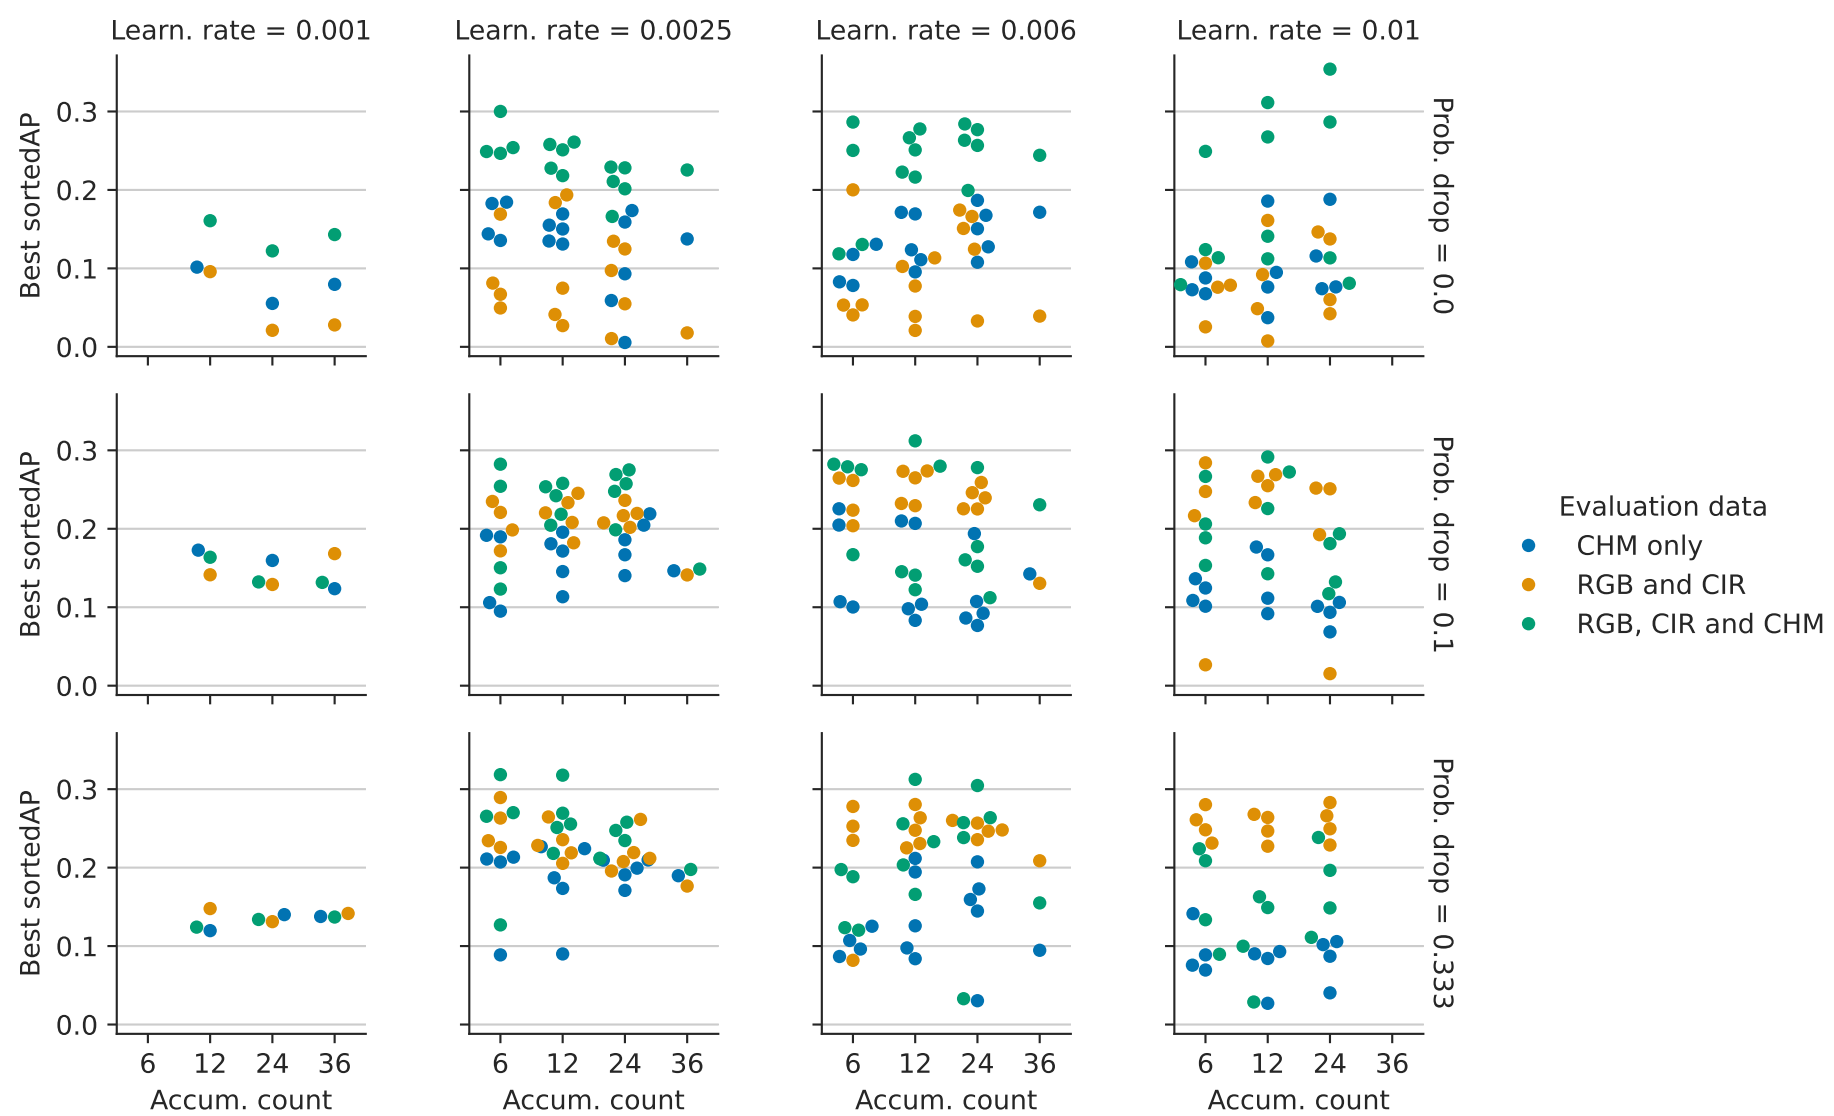 Learn. rate = 0.001
Learn. rate = 0.0025
Learn. rate = 0.006
Learn. rate = 0.01
Best sortedAP
0.3
0.2
0.1
0.0
Prob. drop = 0.0
Best sortedAP
0.3
0.2
0.1
0.0
Prob. drop = 0.1
Evaluation data
CHM only
RGB and CIR
RGB, CIR and CHM
Best sortedAP
0.3
0.2
0.1
0.0
Prob. drop = 0.333
6 12 24 36
6 12 24 36
6 12 24 36
6 12 24 36
Accum. count
Accum. count
Accum. count
Accum. count